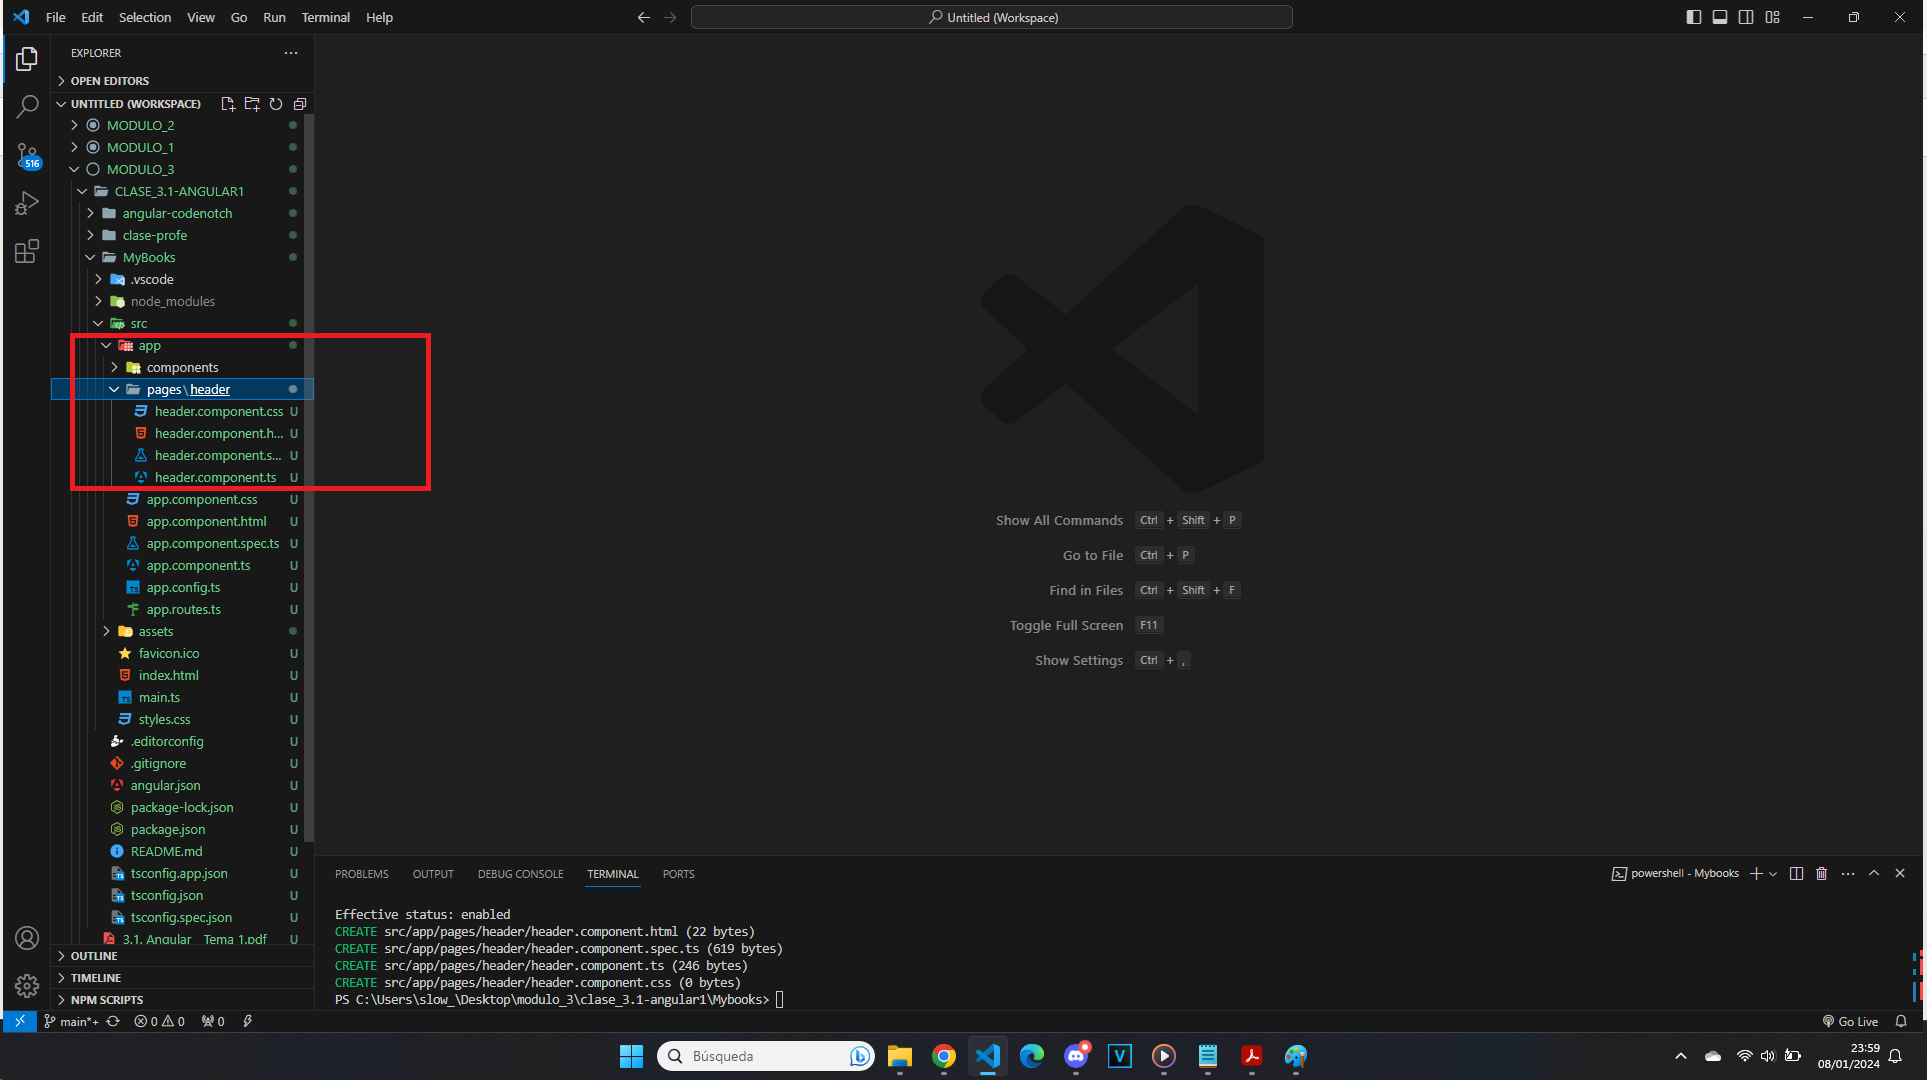 File Edit Selection View Go Run Terminal Help
Untitled (Workspace)
EXPLORER
OPEN EDITORS
UNTITLED (WORKSPACE)
MODULO_2
MODULO_1
MODULO_3
CLASE_3.1-ANGULAR1
angular-codenotch
clase-profe
MyBooks
.vscode
node_modules
src
app
components
pages\header
header.component.css U
header.component.h... U
header.component.s... U
header.component.ts U
app.component.css U
app.component.html U
app.component.spec.ts U
app.component.ts U
app.config.ts U
app.routes.ts U
assets
favicon.ico U
index.html U
main.ts U
styles.css U
.editorconfig U
.gitignore U
angular.json U
package-lock.json U
package.json U
README.md U
tsconfig.app.json U
tsconfig.json U
tsconfig.spec.json U
3.1. Angular _ Tema 1.pdf U
OUTLINE
TIMELINE
NPM SCRIPTS
516
Show All Commands Ctrl + Shift + P
Go to File Ctrl + P
Find in Files Ctrl + Shift + F
Toggle Full Screen F11
Show Settings Ctrl + ,
PROBLEMS OUTPUT DEBUG CONSOLE TERMINAL PORTS
powershell - Mybooks
Effective status: enabled
CREATE src/app/pages/header/header.component.html (22 bytes)
CREATE src/app/pages/header/header.component.spec.ts (619 bytes)
CREATE src/app/pages/header/header.component.ts (246 bytes)
CREATE src/app/pages/header/header.component.css (0 bytes)
PS C:\Users\slow_\Desktop\modulo_3\clase_3.1-angular1\Mybooks>
main*+ 0 0 0
Go Live
Búsqueda
23:59
08/01/2024